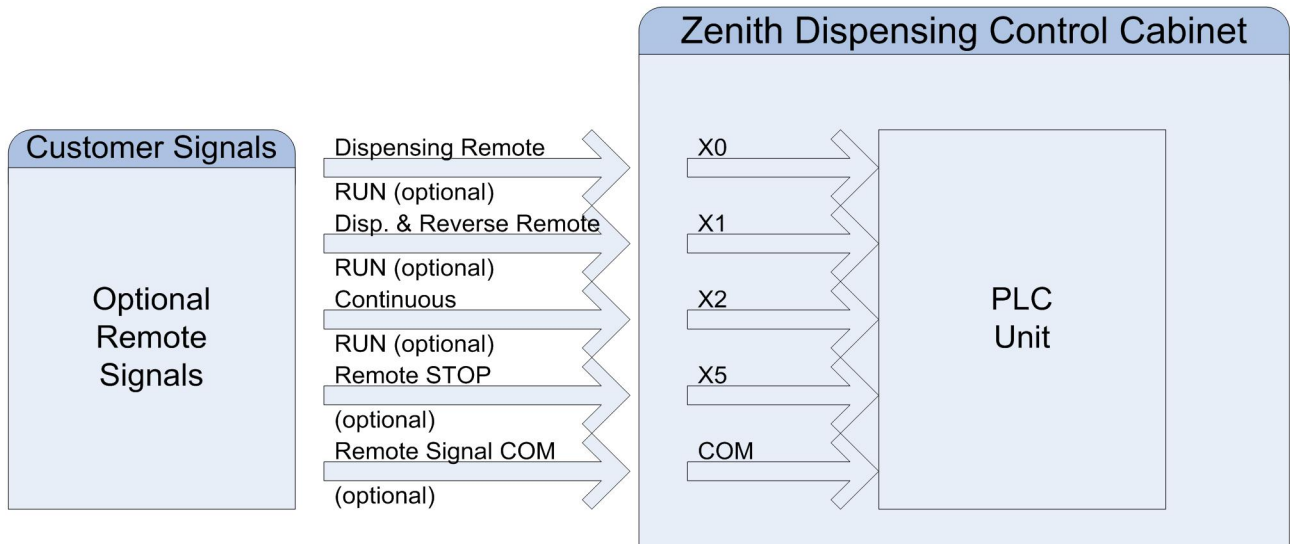 Zenith Dispensing Control Cabinet
Customer Signals
Optional
Remote
Signals
Dispensing Remote
RUN (optional)
Disp. & Reverse Remote
RUN (optional)
Continuous
RUN (optional)
Remote STOP
(optional)
Remote Signal COM
(optional)
X0
X1
X2
X5
COM
PLC
Unit